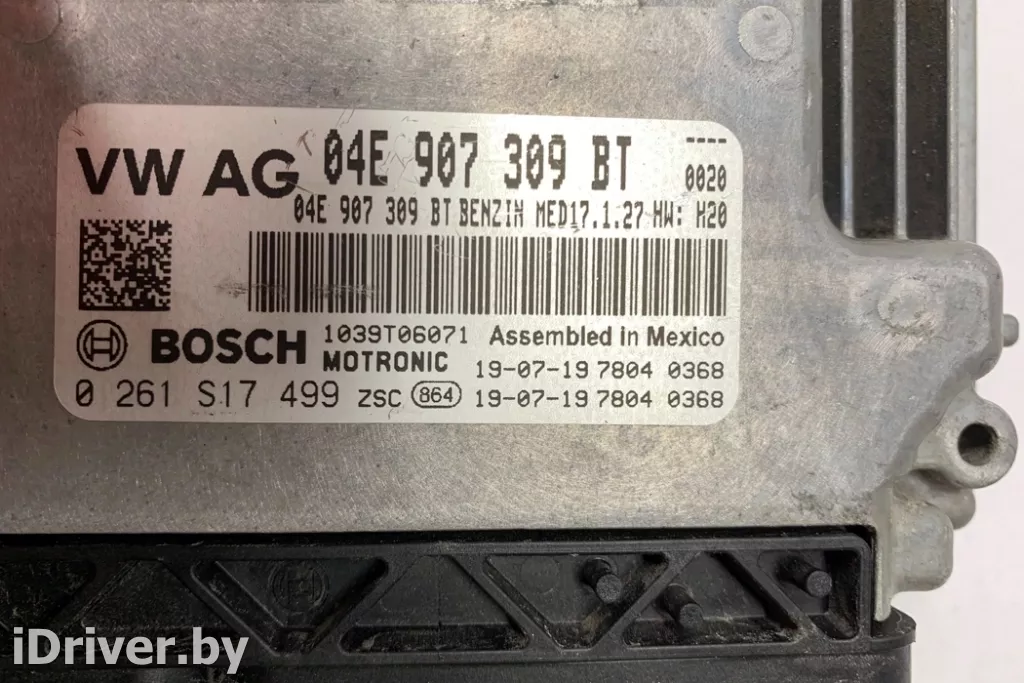 VW AG 04E 907 309 BT ----
0020
04E 907 309 BT BENZIN MED17.1.27 HW: H20
BOSCH 1039T06071 Assembled in Mexico
MOTRONIC 19-07-19 7804 0368
0 261 S17 499 ZSC 864 19-07-19 7804 0368
iDriver.by